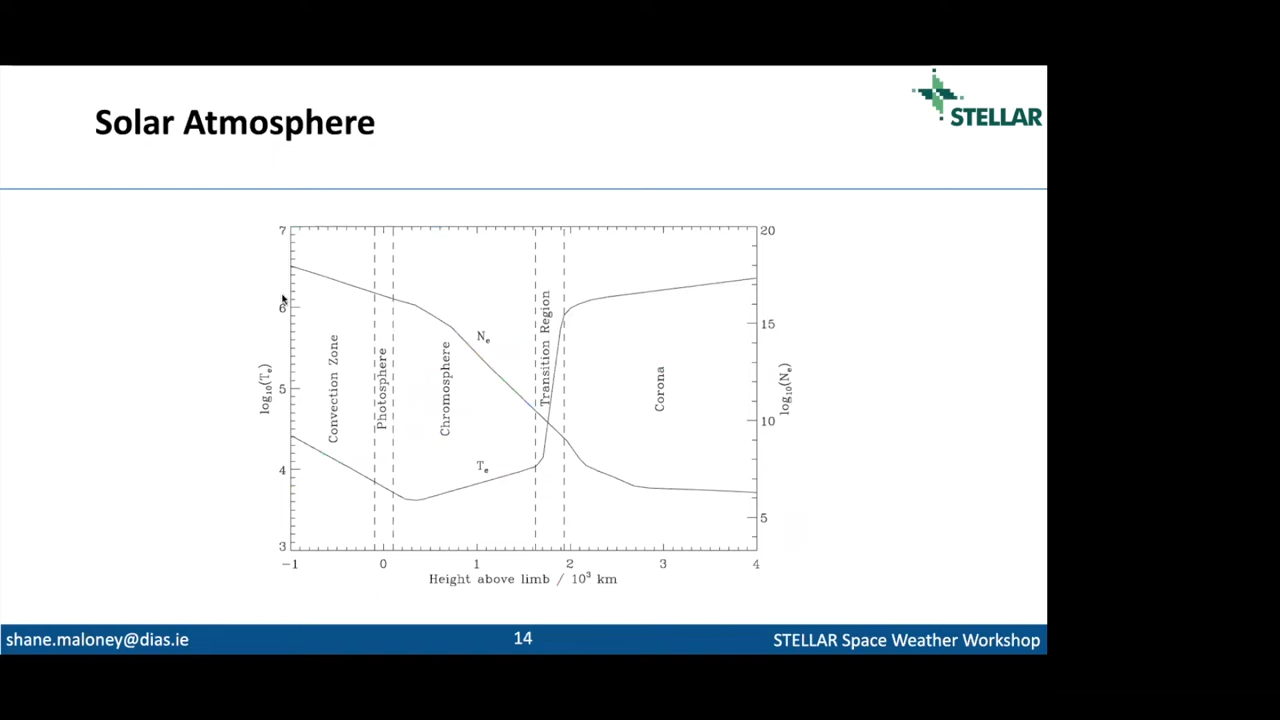 Solar Atmosphere
STELLAR
7
6
5
4
3
20
15
10
5
log10(Te)
log10(Ne)
Convection Zone
Photosphere
Chromosphere
Transition Region
Corona
Ne
Te
−1 0 1 2 3 4
Height above limb / 10³ km
shane.maloney@dias.ie
14
STELLAR Space Weather Workshop